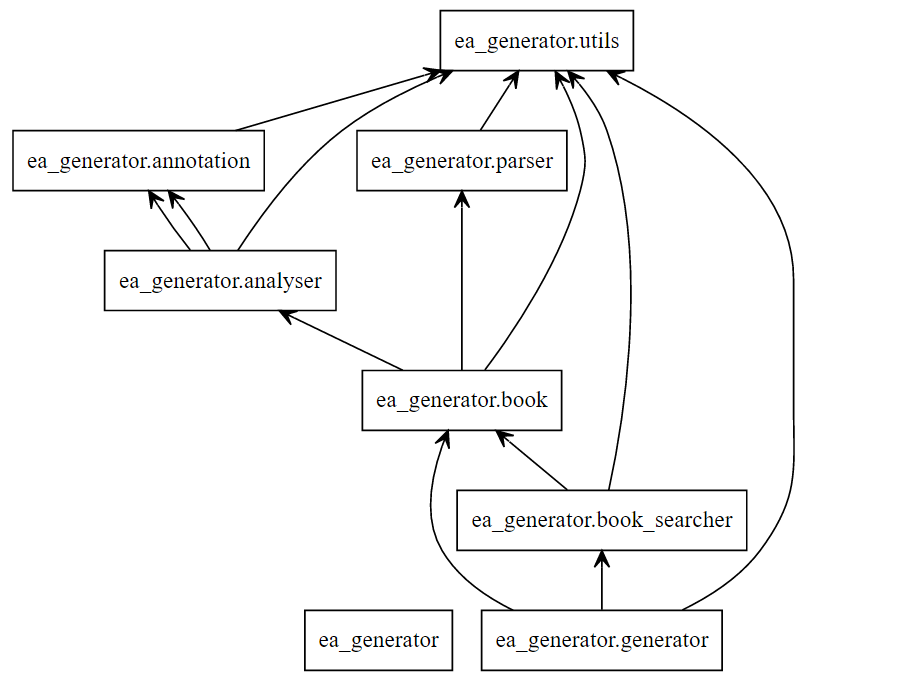 ea_generator.utils
ea_generator.annotation
ea_generator.parser
ea_generator.analyser
ea_generator.book
ea_generator.book_searcher
ea_generator
ea_generator.generator